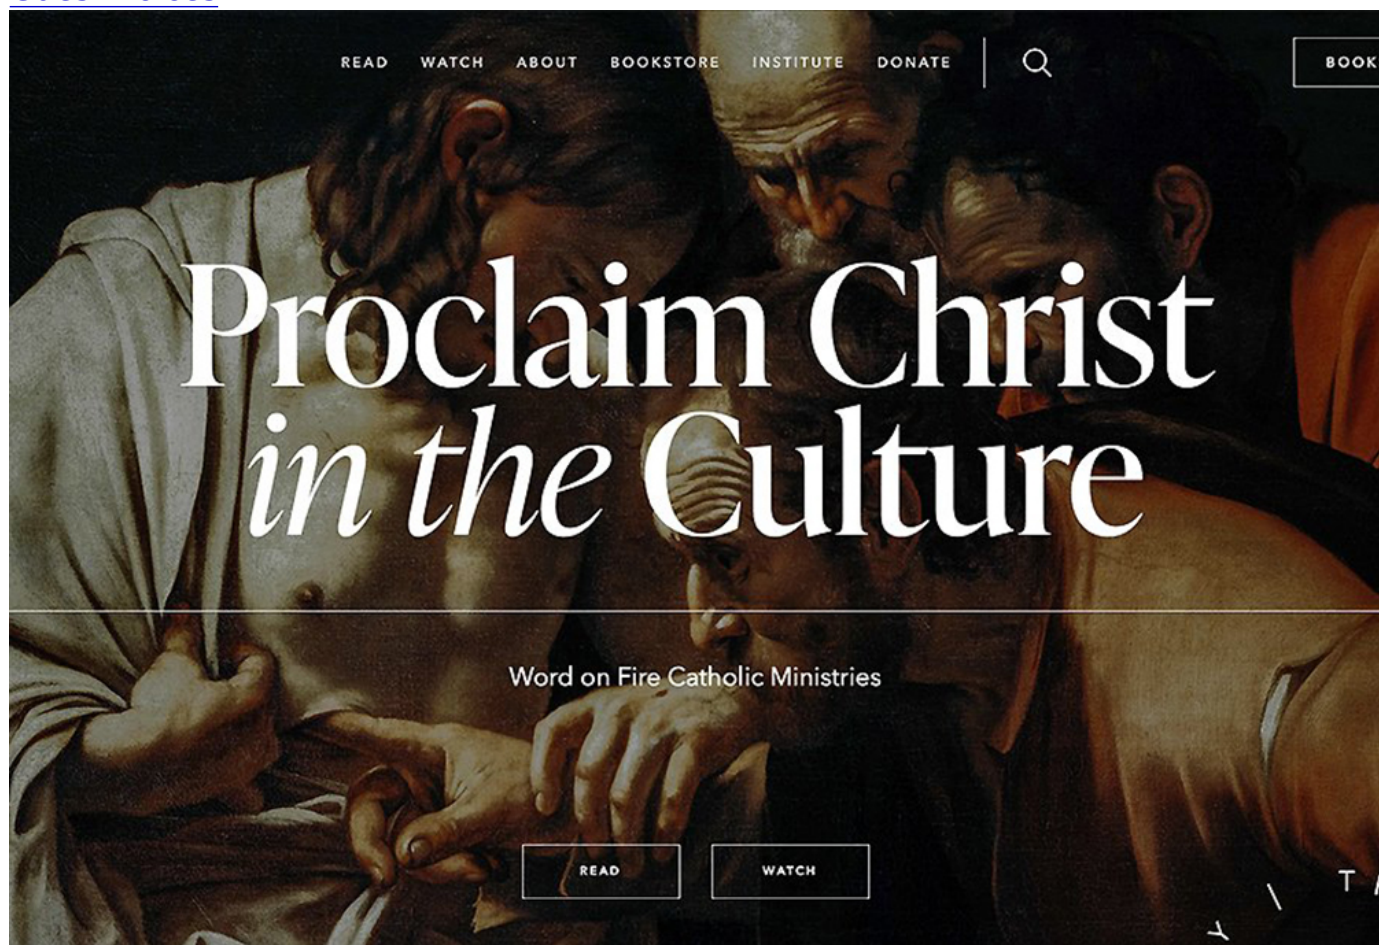 READ WATCH ABOUT BOOKSTORE INSTITUTE DONATE BOOK
Proclaim Christ
in the Culture
Word on Fire Catholic Ministries
READ WATCH
Y I T